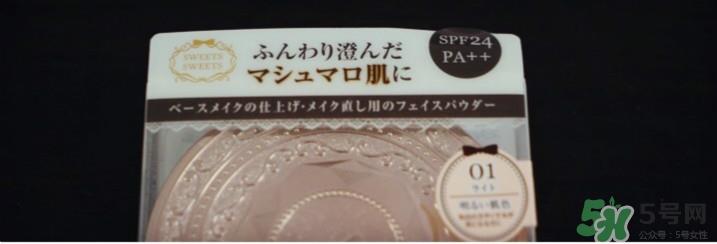 SWEETS
SWEETS
ふんわり澄んだ
マシュマロ肌に
SPF24
PA++
ベースメイクの仕上げ・メイク直し用のフェイスパウダー
01
ライト
明るい肌色
5号网
公众号：5号女性